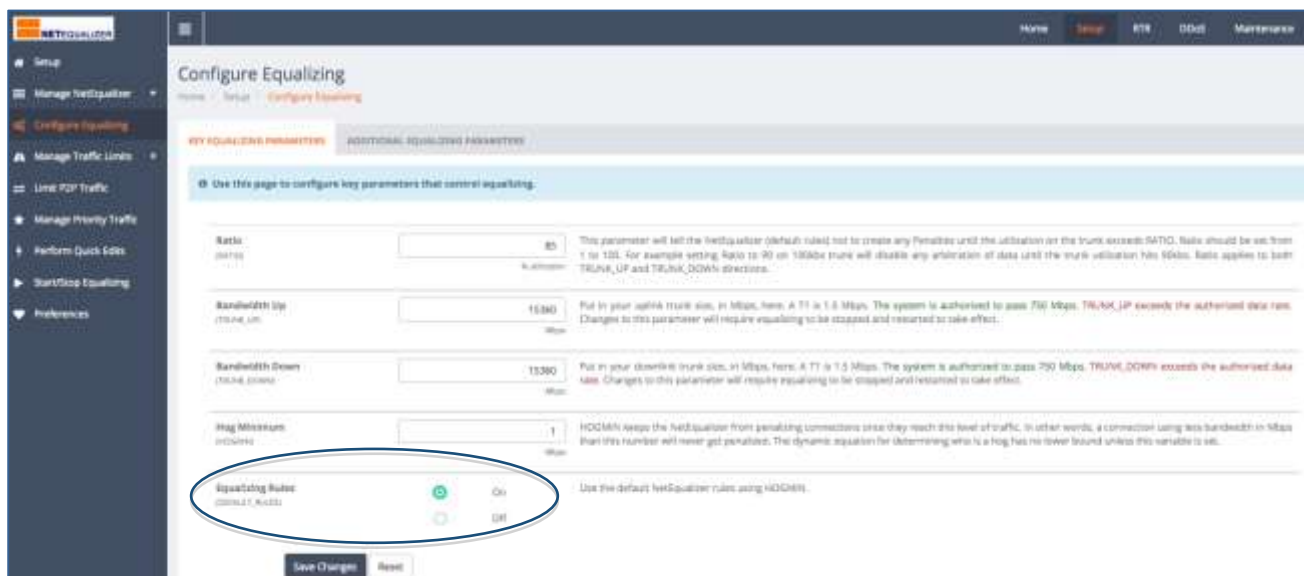 NETEQUALIZER
Home Setup RTR DDoS Maintenance
Setup
Manage NetEqualizer
Configure Equalizing
Manage Traffic Limits
Limit P2P Traffic
Manage Priority Traffic
Perform Quick Edits
Start/Stop Equalizing
Preferences
Configure Equalizing
Home / Setup / Configure Equalizing
KEY EQUALIZING PARAMETERS ADDITIONAL EQUALIZING PARAMETERS
Use this page to configure key parameters that control equalizing.
Ratio 85 This parameter will tell the NetEqualizer (default rules) not to create any Penalties until the utilization on the trunk exceeds RATIO. Ratio should be set from
(RATIO) % utilization 1 to 100. For example setting Ratio to 90 on 100kbs trunk will disable any arbitration of data until the trunk utilization hits 90kbs. Ratio applies to both
TRUNK_UP and TRUNK_DOWN directions.
Bandwidth Up 15360 Put in your uplink trunk size, in Mbps, here. A T1 is 1.5 Mbps. The system is authorized to pass 750 Mbps. TRUNK_UP exceeds the authorized data rate.
(TRUNK_UP) Mbps Changes to this parameter will require equalizing to be stopped and restarted to take effect.
Bandwidth Down 15360 Put in your downlink trunk size, in Mbps, here. A T1 is 1.5 Mbps. The system is authorized to pass 750 Mbps. TRUNK_DOWN exceeds the authorized data
(TRUNK_DOWN) Mbps rate. Changes to this parameter will require equalizing to be stopped and restarted to take effect.
Hog Minimum 1 HOGMIN keeps the NetEqualizer from penalizing connections once they reach this level of traffic. In other words, a connection using less bandwidth in Mbps
(HOGMIN) Mbps than this number will never get penalized. The dynamic equation for determining who is a hog has no lower bound unless this variable is set.
Equalizing Rules On Use the default NetEqualizer rules using HOGMIN.
(DEFAULT_RULES) Off
Save Changes Reset